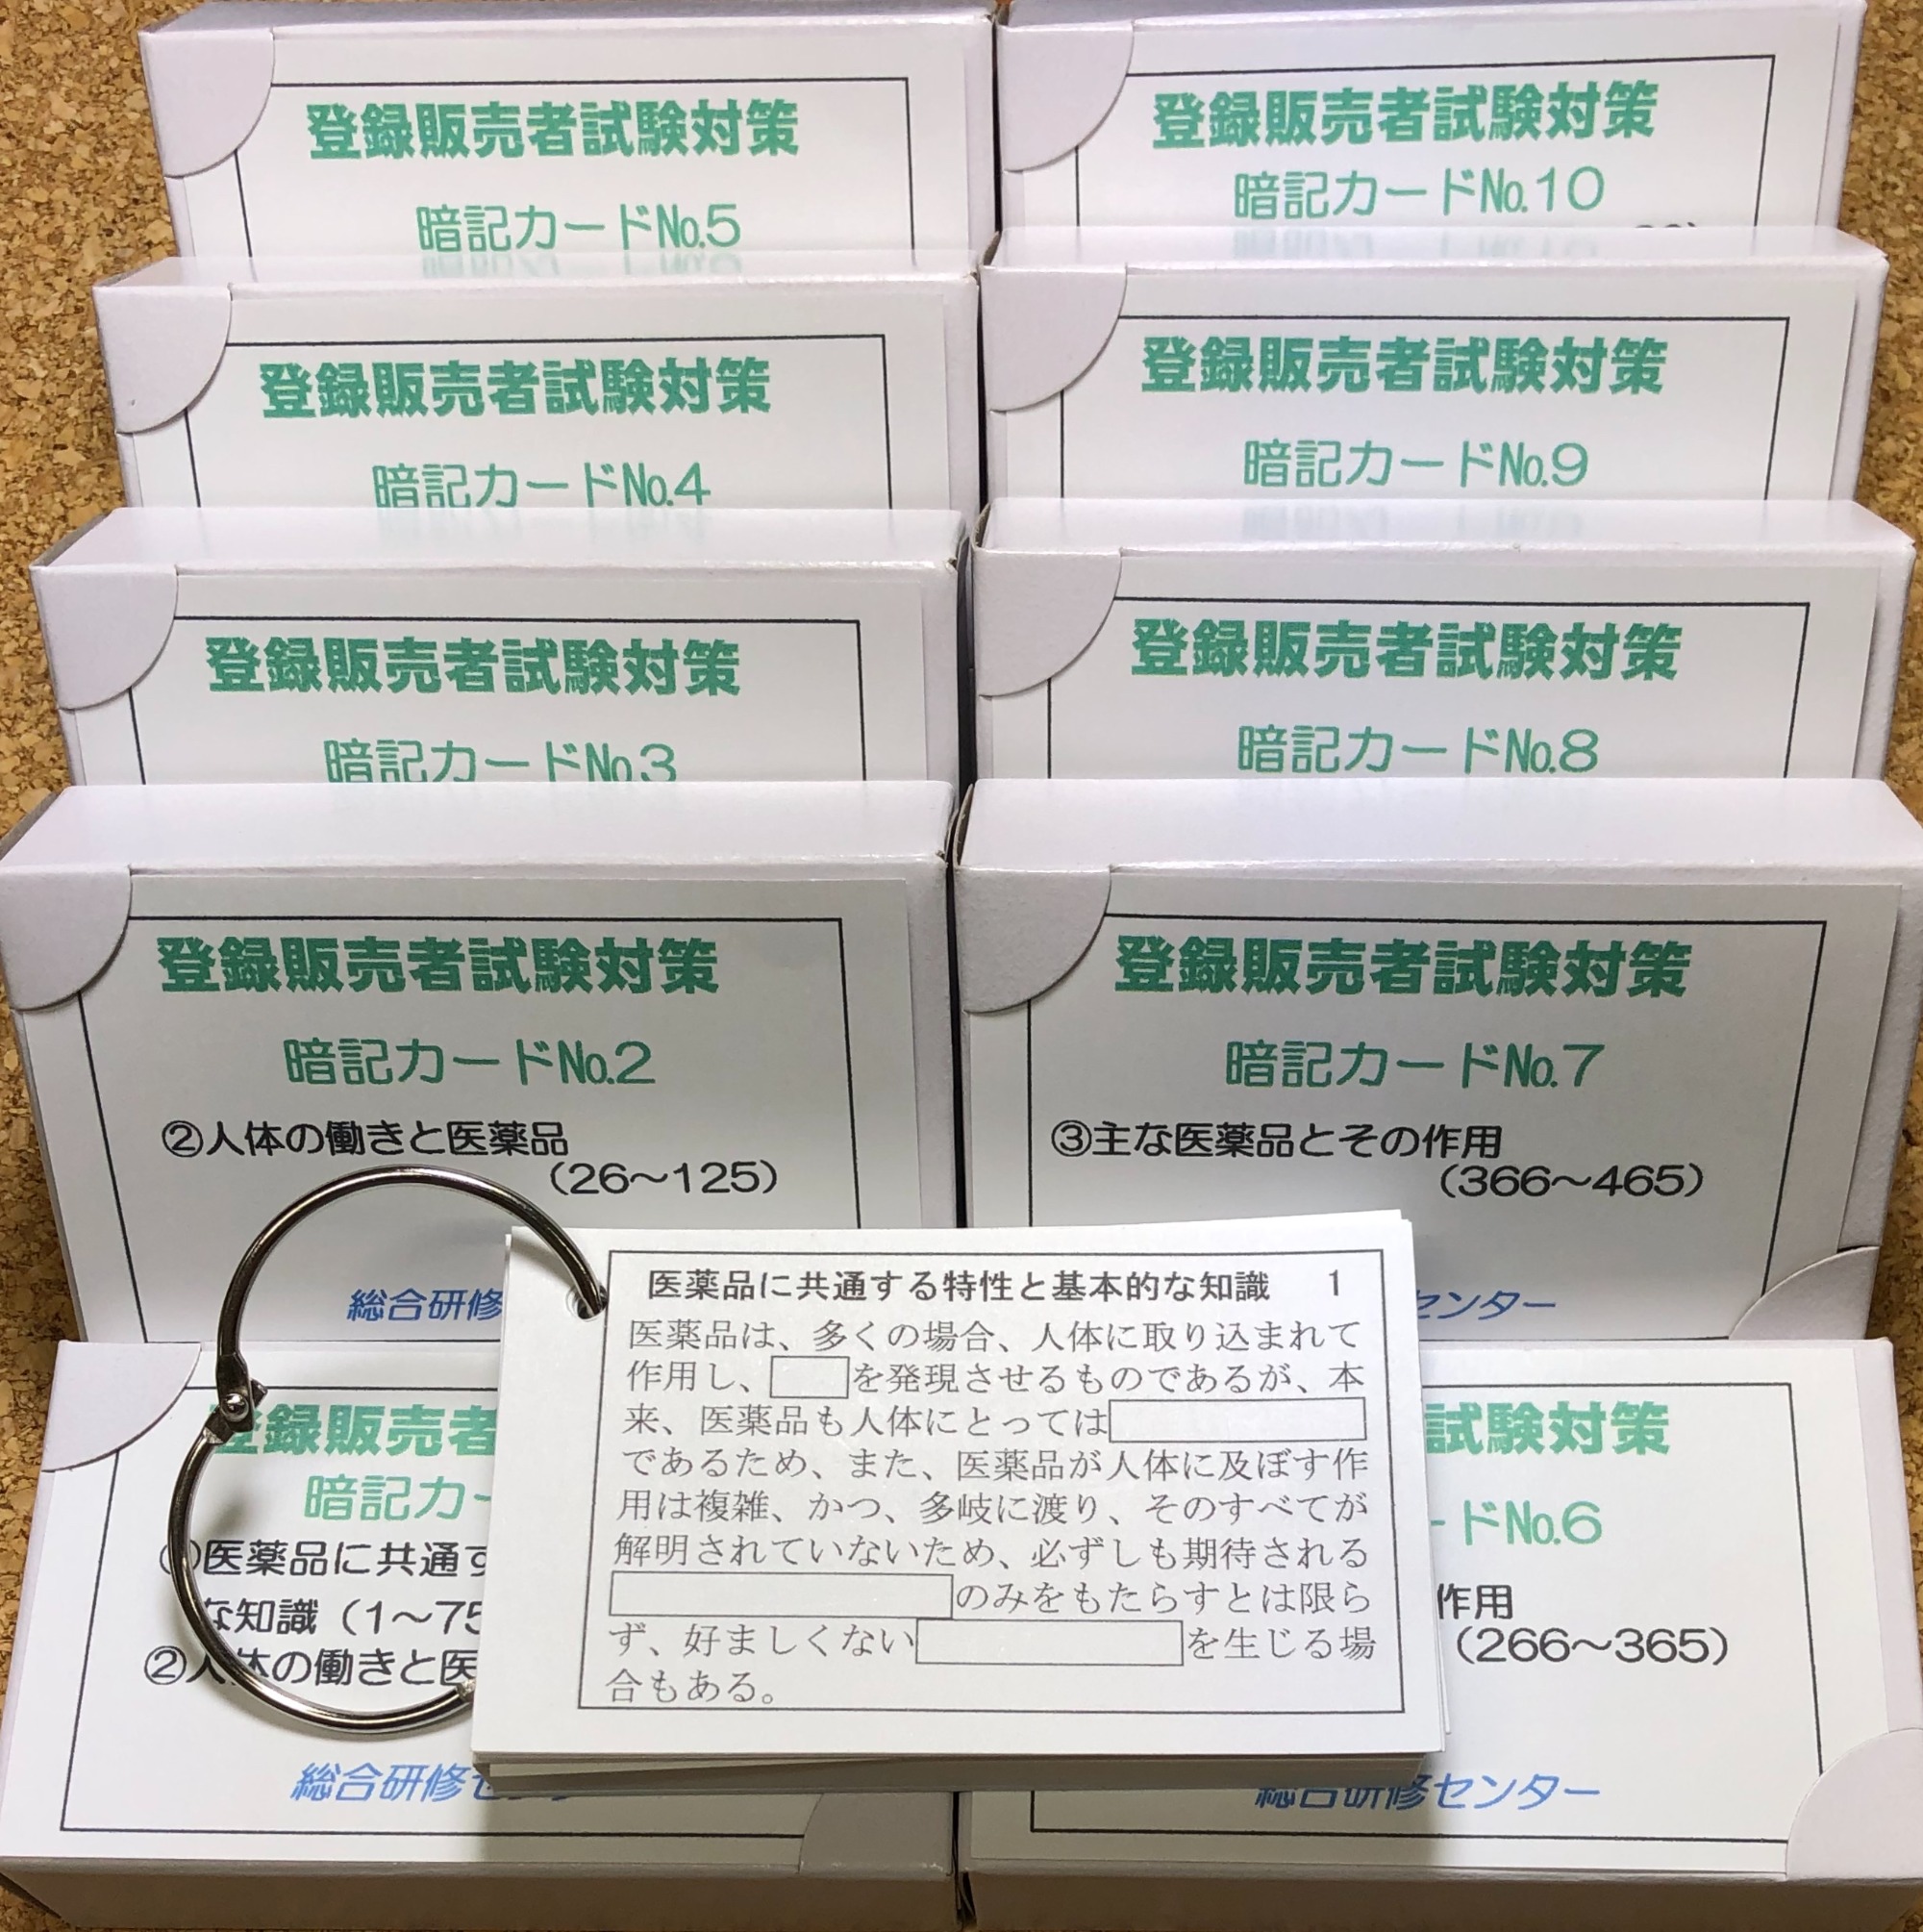 登録販売者試験対策
暗記カード№5
登録販売者試験対策
暗記カード№10
登録販売者試験対策
暗記カード№4
登録販売者試験対策
暗記カード№9
登録販売者試験対策
暗記カード№3
登録販売者試験対策
暗記カード№8
登録販売者試験対策
暗記カード№2
②人体の働きと医薬品
(26～125)
総合研修
登録販売者試験対策
暗記カード№7
③主な医薬品とその作用
(366～465)
センター
登録販売者
暗記カー
①医薬品に共通す
な知識（1～75
②人体の働きと医
総合研修セ
試験対策
ード№6
作用
(266～365)
総合研修センター
医薬品に共通する特性と基本的な知識 1
医薬品は、多くの場合、人体に取り込まれて
作用し、を発現させるものであるが、本
来、医薬品も人体にとっては
であるため、また、医薬品が人体に及ぼす作
用は複雑、かつ、多岐に渡り、そのすべてが
解明されていないため、必ずしも期待される
のみをもたらすとは限ら
ず、好ましくないを生じる場
合もある。